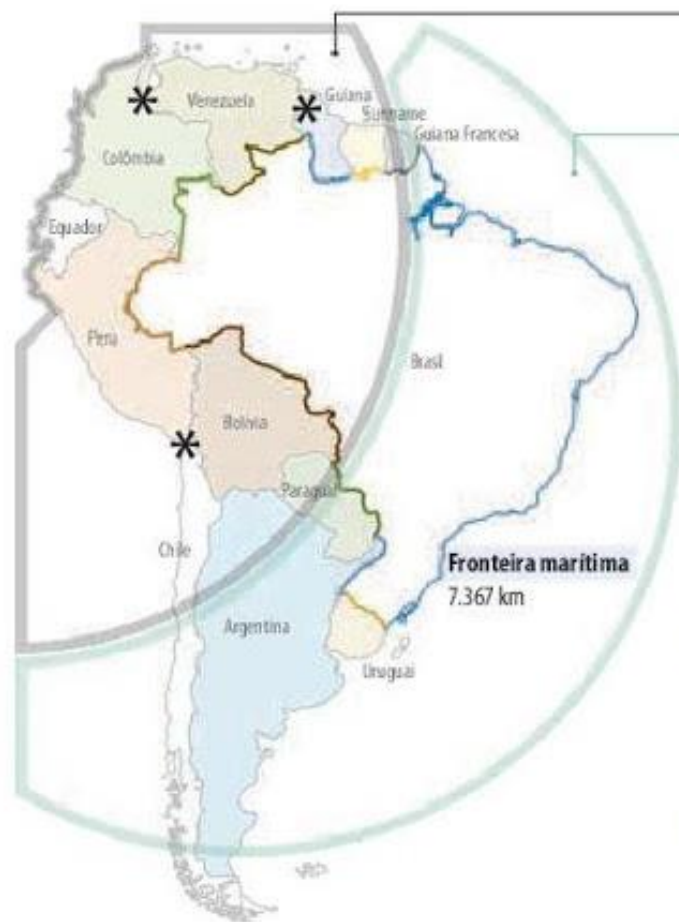 Venezuela
Guiana
Suriname
Guiana Francesa
Colômbia
Equador
Peru
Brasil
Bolívia
Paraguai
Chile
Fronteira marítima
7.367 km
Argentina
Uruguai